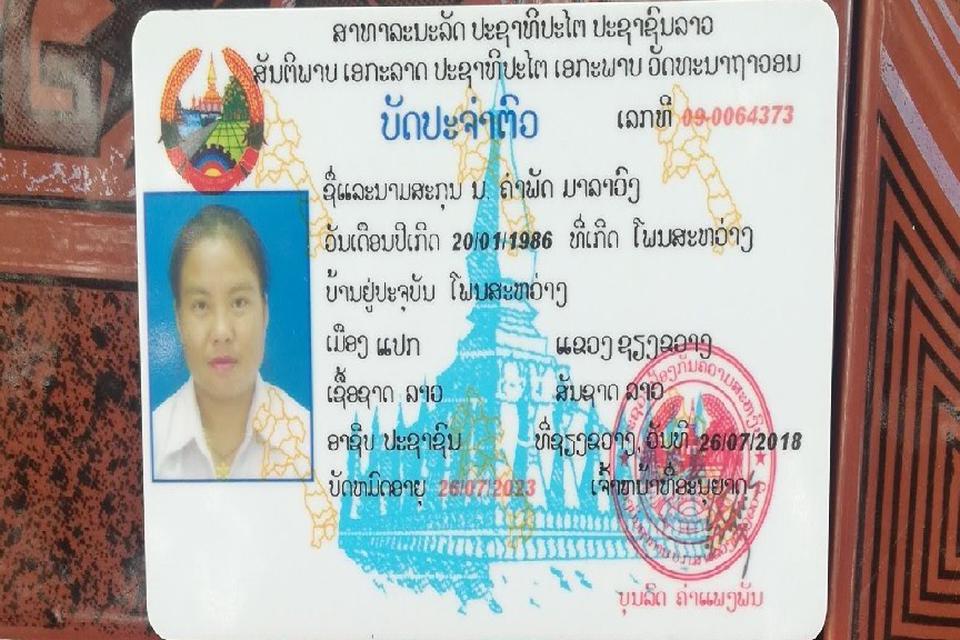 ສາທາລະນະລັດ ປະຊາທິປະໄຕ ປະຊາຊົນລາວ
ສັນຕິພາບ ເອກະລາດ ປະຊາທິປະໄຕ ເອກະພາບ ວັດທະນາຖາວອນ
ບັດປະຈຳຕົວ ເລກທີ 09-0064373
ຊື່ແລະນາມສະກຸນ ນ. ຄຳພັດ ມາລາວົງ
ວັນເດືອນປີເກີດ 20/01/1986 ທີ່ເກີດ ໂພນສະຫວ່າງ
ບ້ານຢູ່ປະຈຸບັນ ໂພນສະຫວ່າງ
ເມືອງ ແປກ ແຂວງ ຊຽງຂວາງ
ເຊື້ອຊາດ ລາວ ສັນຊາດ ລາວ
ອາຊີບ ປະຊາຊົນ ທີ່ຊຽງຂວາງ, ວັນທີ 26/07/2018
ບັດຫມົດອາຍຸ 26/07/2023 ເຈົ້າຫນ້າທີ່ອະນຸຍາດ
ບຸນລິດ ຄຳແພງພັນ